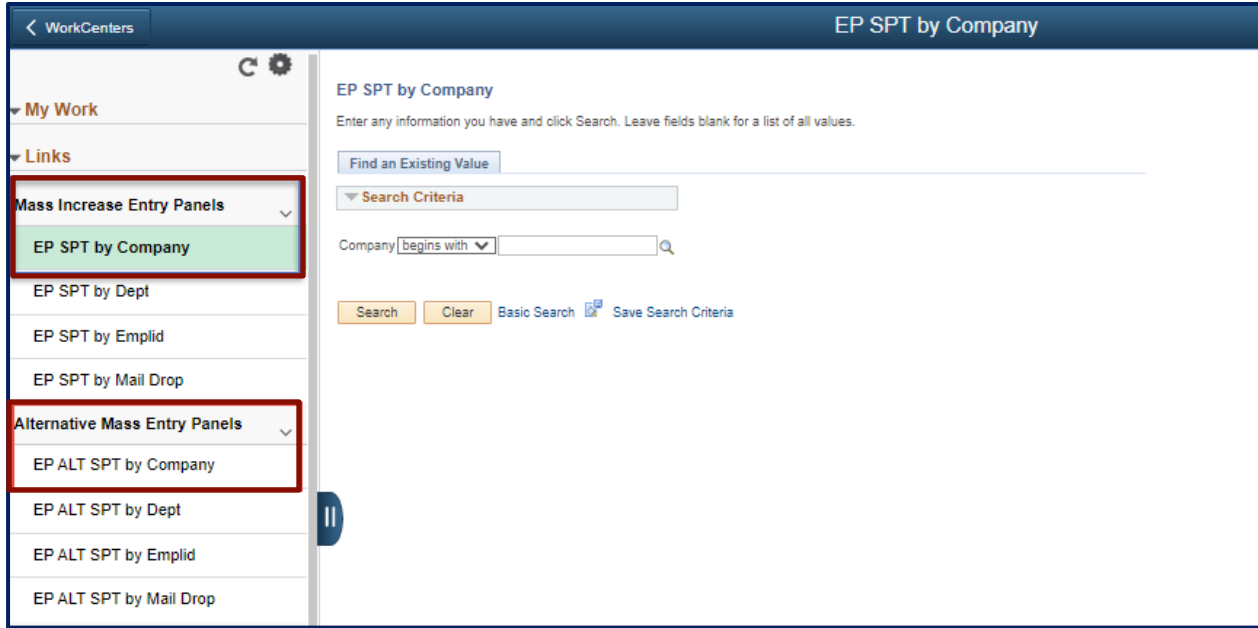 WorkCenters
EP SPT by Company
My Work
Links
Mass Increase Entry Panels
EP SPT by Company
EP SPT by Dept
EP SPT by Emplid
EP SPT by Mail Drop
Alternative Mass Entry Panels
EP ALT SPT by Company
EP ALT SPT by Dept
EP ALT SPT by Emplid
EP ALT SPT by Mail Drop
EP SPT by Company
Enter any information you have and click Search. Leave fields blank for a list of all values.
Find an Existing Value
Search Criteria
Company begins with
Search Clear Basic Search Save Search Criteria